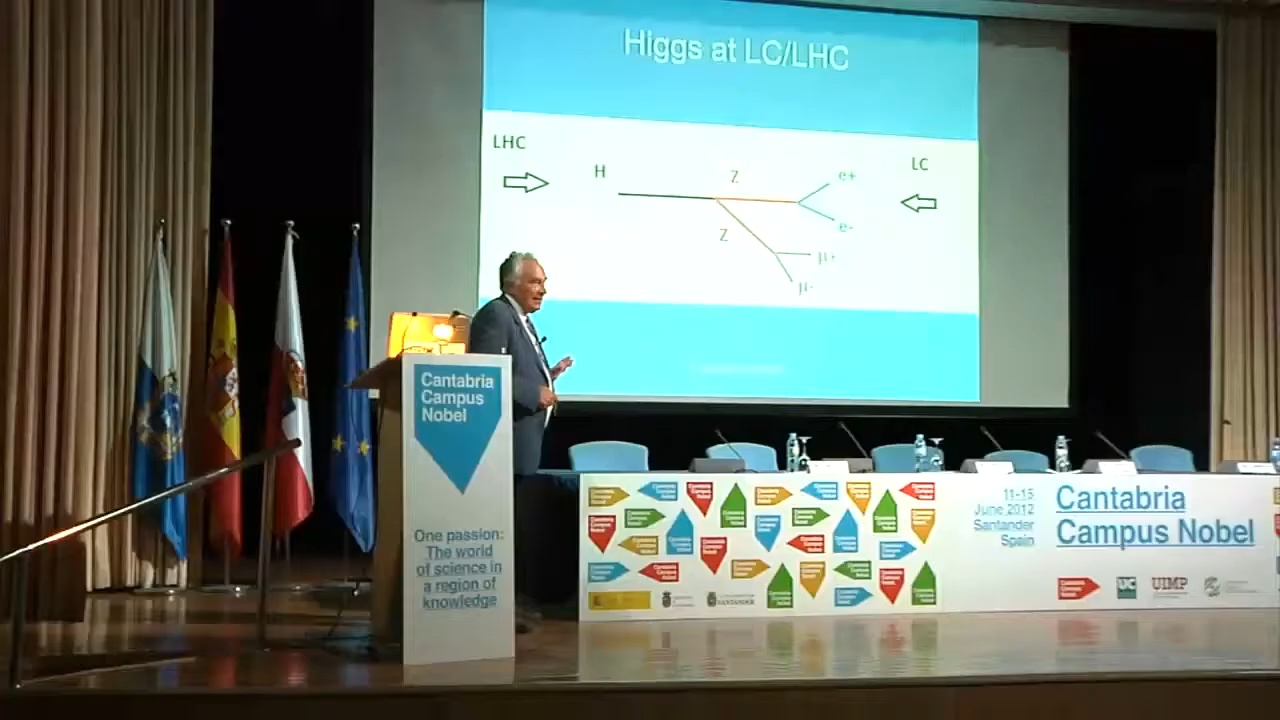 Higgs at LC/LHC
LHC
H
Z
e+
LC
Z
e-
μ+
μ-
Cantabria
Campus
Nobel
One passion:
The world
of science in
a region of
knowledge
11-15
June 2012
Santander
Spain
Cantabria
Campus Nobel
UC
UIMP
SANTANDER